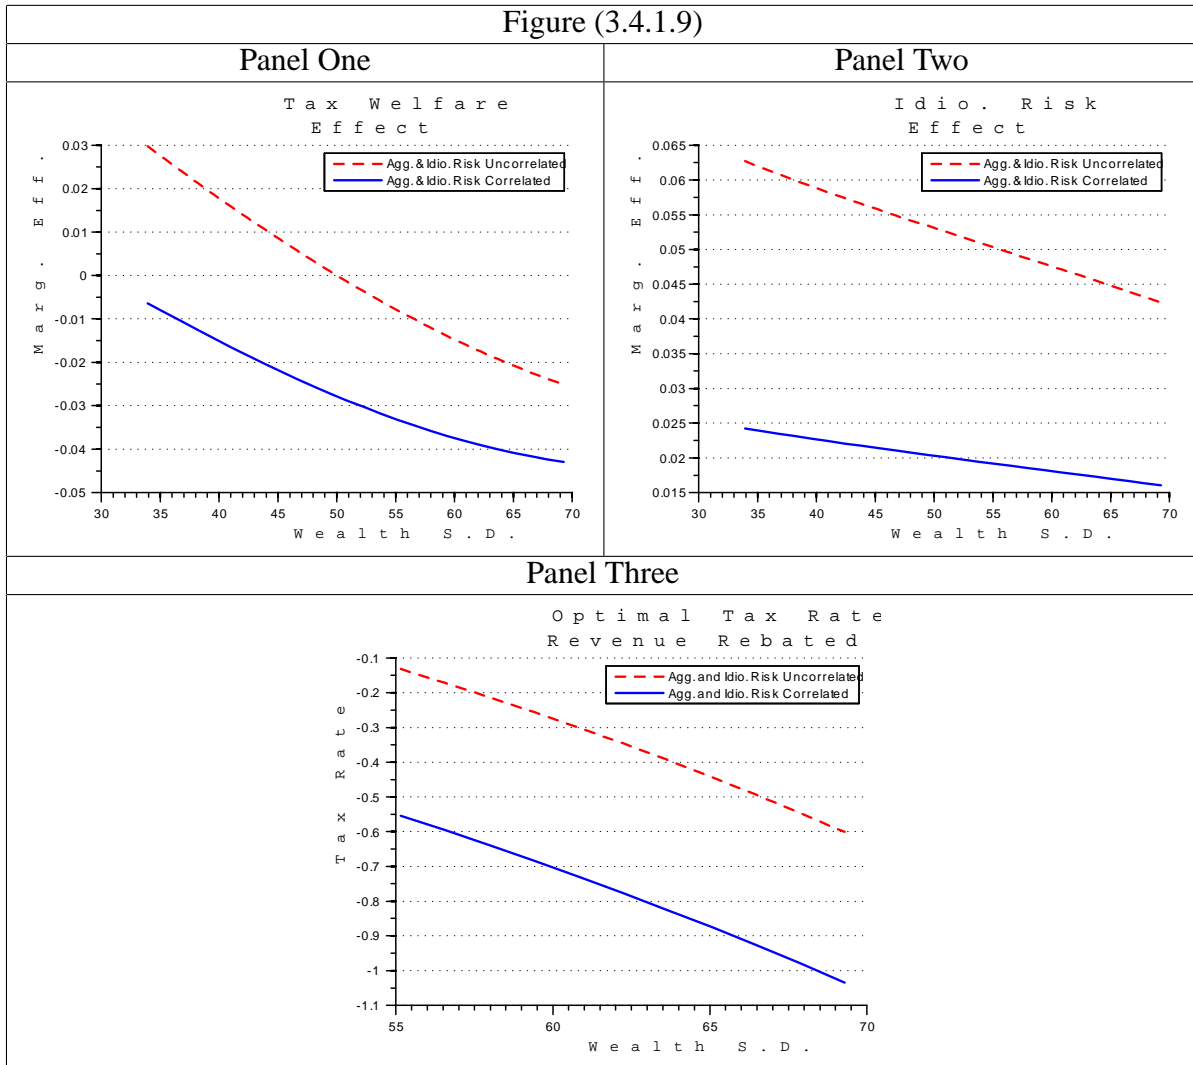 Figure (3.4.1.9)
Panel One
Panel Two
Tax Welfare
Effect
Marg. Eff.
0.03
0.02
0.01
0
-0.01
-0.02
-0.03
-0.04
-0.05
Agg.&Idio.Risk Uncorrelated
Agg.&Idio.Risk Correlated
30 35 40 45 50 55 60 65 70
Wealth S.D.
Idio. Risk
Effect
Marg. Eff.
0.065
0.06
0.055
0.05
0.045
0.04
0.035
0.03
0.025
0.02
0.015
Agg.&Idio.Risk Uncorrelated
Agg.&Idio.Risk Correlated
30 35 40 45 50 55 60 65 70
Wealth S.D.
Panel Three
Optimal Tax Rate
Revenue Rebated
Tax Rate
-0.1
-0.2
-0.3
-0.4
-0.5
-0.6
-0.7
-0.8
-0.9
-1
-1.1
Agg.and Idio.Risk Uncorrelated
Agg.and Idio.Risk Correlated
55 60 65 70
Wealth S.D.